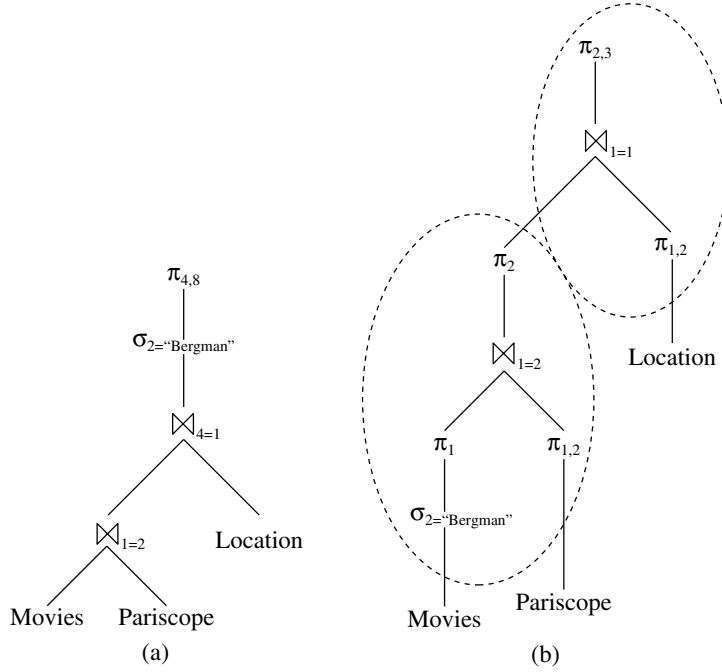 π4,8
σ2=“Bergman”
⋈4=1
⋈1=2
Location
Movies
Pariscope
(a)
π2,3
⋈1=1
π2
π1,2
Location
⋈1=2
π1
π1,2
σ2=“Bergman”
Movies
Pariscope
(b)